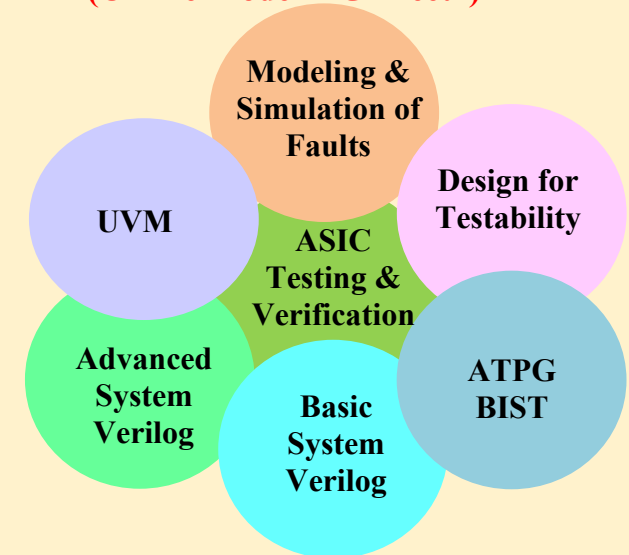 Modeling &
Simulation of
Faults
Design for
Testability
UVM
ASIC
Testing &
Verification
Advanced
System
Verilog
Basic
System
Verilog
ATPG
BIST